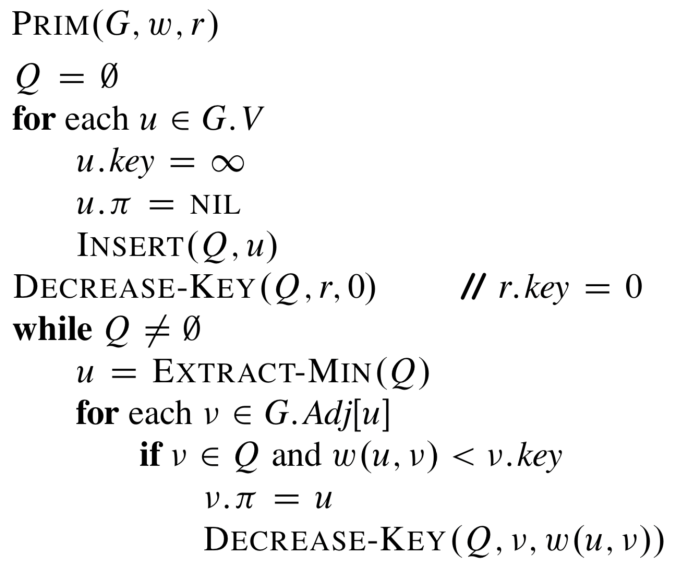 PRIM(G, w, r)
Q = ∅
for each u ∈ G.V
u.key = ∞
u.π = NIL
INSERT(Q, u)
DECREASE-KEY(Q, r, 0) // r.key = 0
while Q ≠ ∅
u = EXTRACT-MIN(Q)
for each v ∈ G.Adj[u]
if v ∈ Q and w(u, v) < v.key
v.π = u
DECREASE-KEY(Q, v, w(u, v))